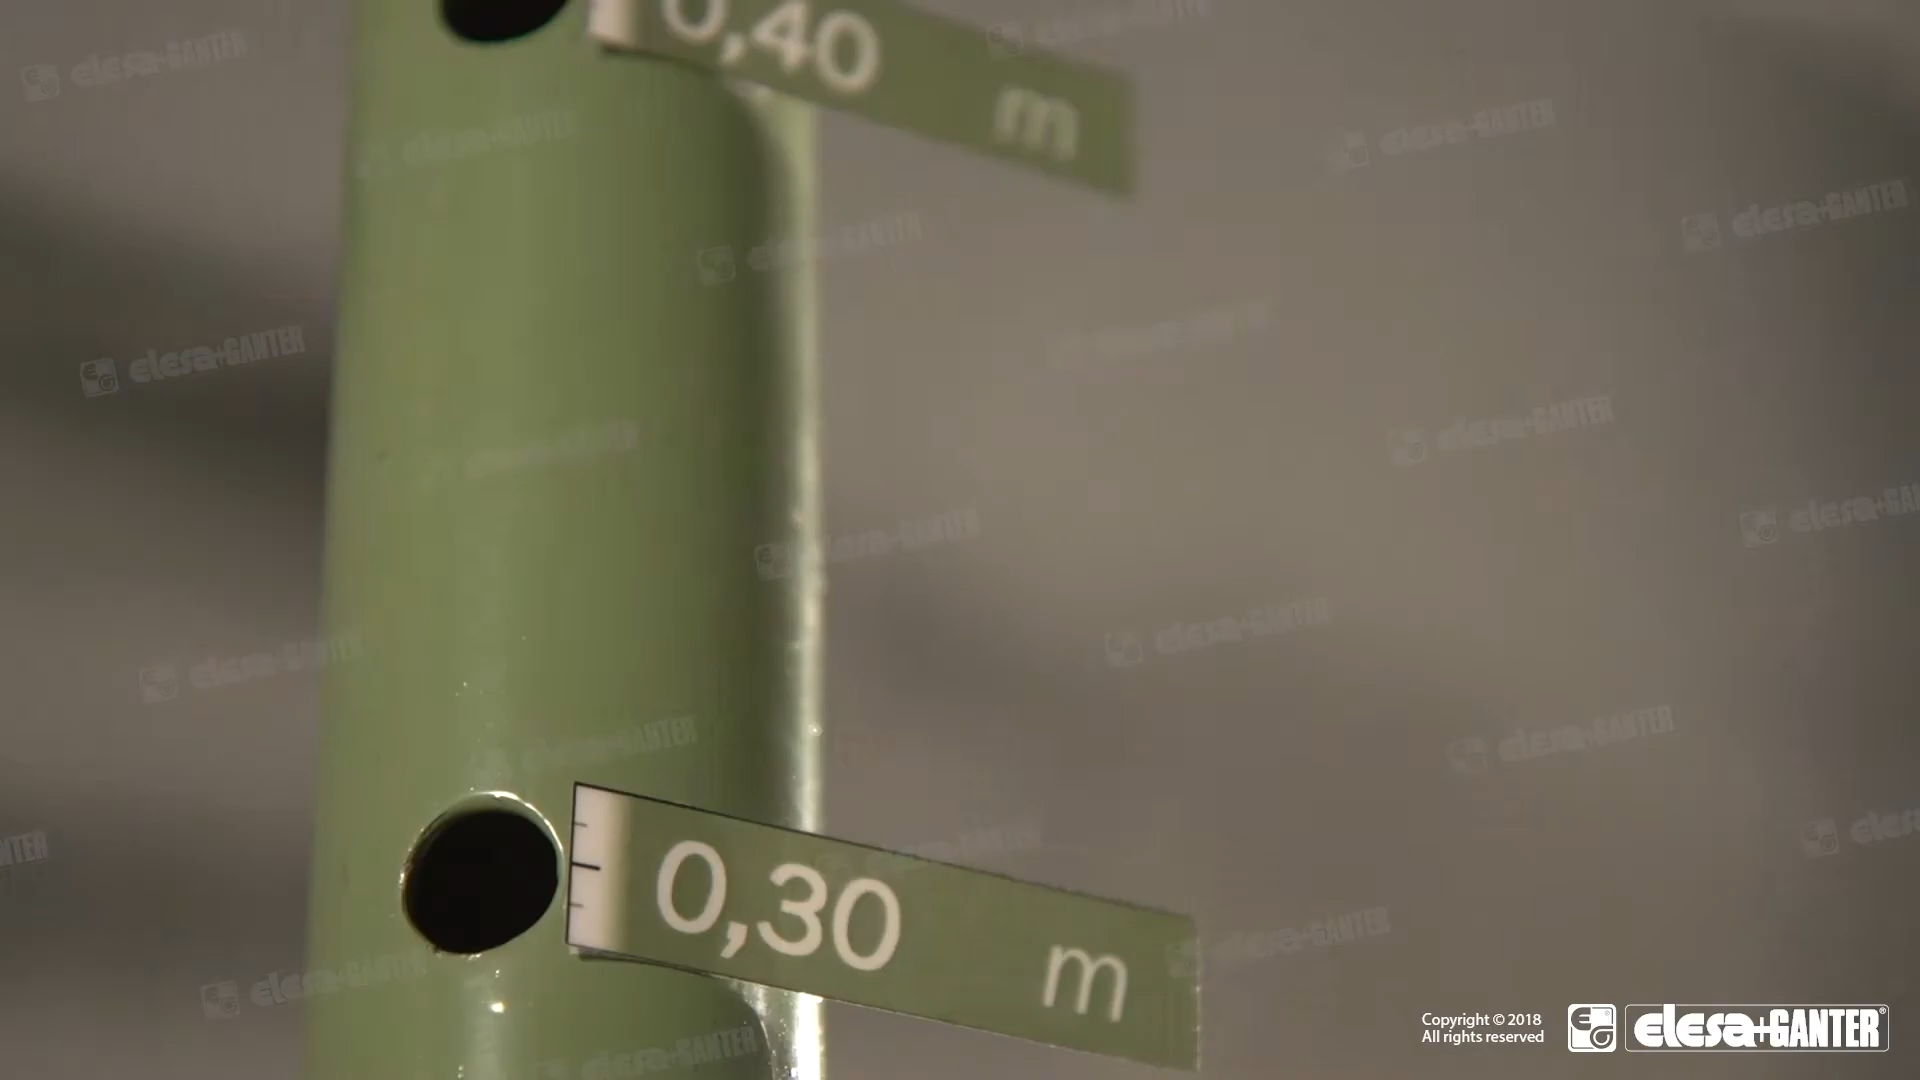 0,40 m
0,30 m
Copyright © 2018
All rights reserved
elesa+GANTER®